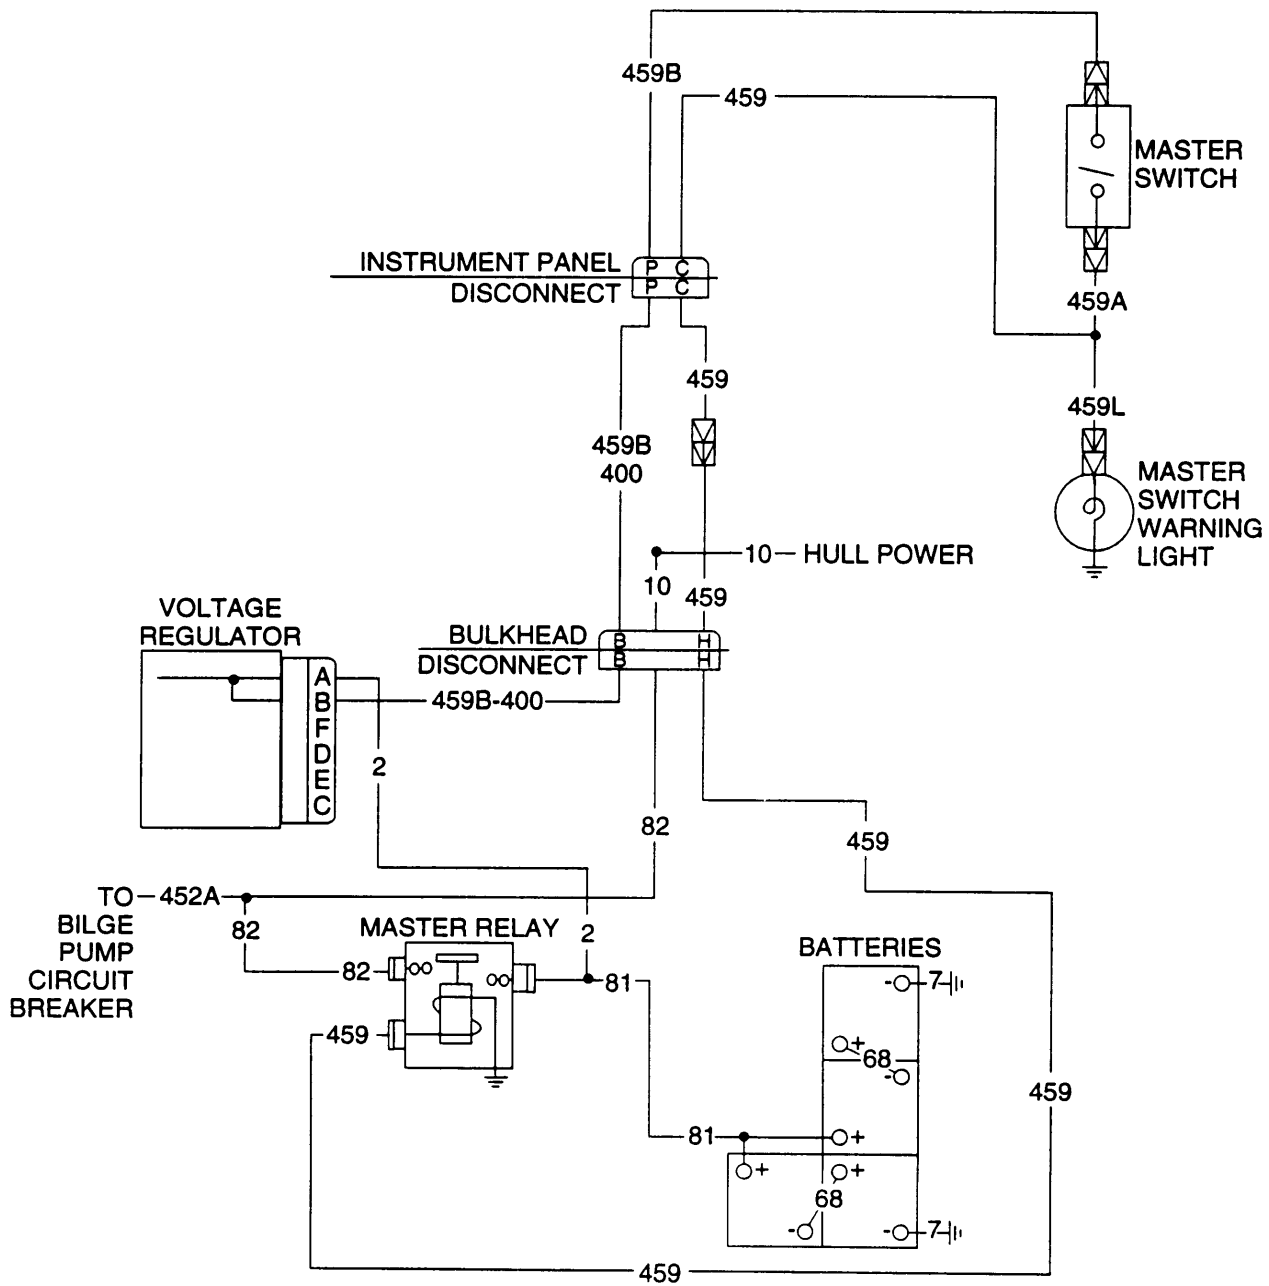 459B
459
MASTER
SWITCH
INSTRUMENT PANEL
DISCONNECT
P C
P C
459A
459
459L
459B
400
MASTER
SWITCH
WARNING
LIGHT
10
HULL POWER
10
459
VOLTAGE
REGULATOR
BULKHEAD
DISCONNECT
B H
B H
A
B
F
D
E
C
459B-400
2
82
459
TO
BILGE
PUMP
CIRCUIT
BREAKER
452A
82
MASTER RELAY
2
BATTERIES
82
81
- 7
459
+
68
-
459
81
+
+
+
68
-
- 7
459